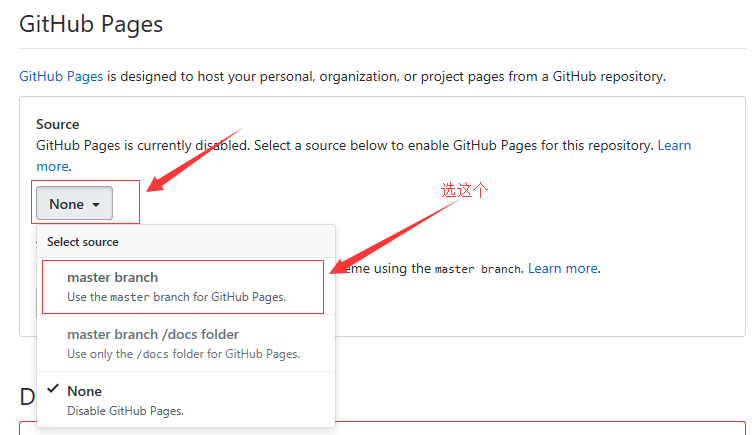 GitHub Pages
GitHub Pages is designed to host your personal, organization, or project pages from a GitHub repository.
Source
GitHub Pages is currently disabled. Select a source below to enable GitHub Pages for this repository. Learn
more.
None
选这个
Select source
master branch
Use the master branch for GitHub Pages.
eme using the master branch. Learn more.
master branch /docs folder
Use only the /docs folder for GitHub Pages.
None
Disable GitHub Pages.
D